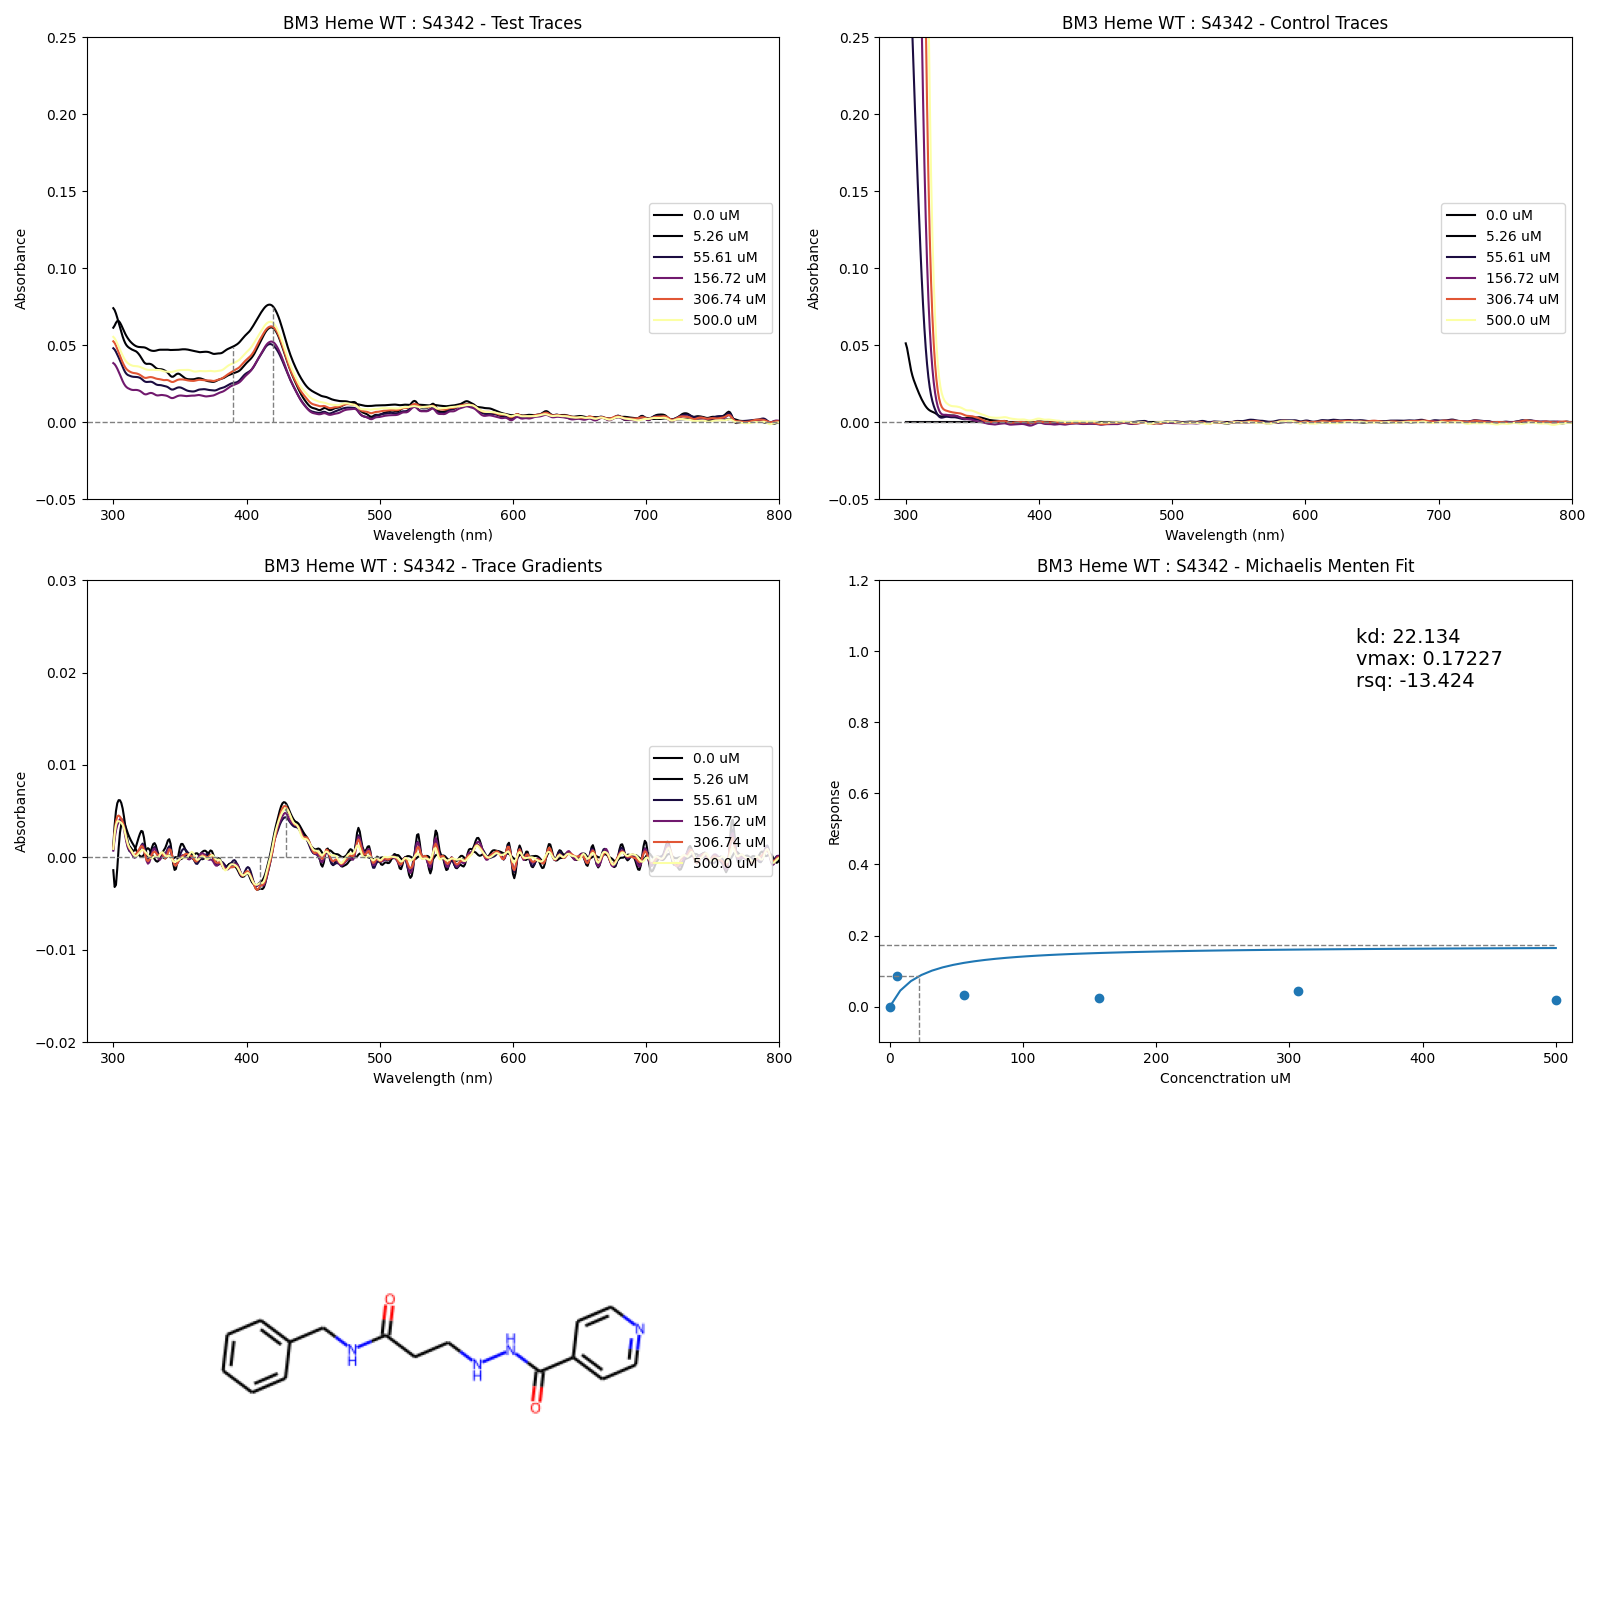 BM3 Heme WT : S4342 - Test Traces
0.25
0.20
0.15
0.10
0.05
0.00
−0.05
Absorbance
300 400 500 600 700 800
Wavelength (nm)
0.0 uM
5.26 uM
55.61 uM
156.72 uM
306.74 uM
500.0 uM
BM3 Heme WT : S4342 - Control Traces
0.25
0.20
0.15
0.10
0.05
0.00
−0.05
Absorbance
300 400 500 600 700 800
Wavelength (nm)
0.0 uM
5.26 uM
55.61 uM
156.72 uM
306.74 uM
500.0 uM
BM3 Heme WT : S4342 - Trace Gradients
0.03
0.02
0.01
0.00
−0.01
−0.02
Absorbance
300 400 500 600 700 800
Wavelength (nm)
0.0 uM
5.26 uM
55.61 uM
156.72 uM
306.74 uM
500.0 uM
BM3 Heme WT : S4342 - Michaelis Menten Fit
1.2
1.0
0.8
0.6
0.4
0.2
0.0
Response
0 100 200 300 400 500
Concenctration uM
kd: 22.134
vmax: 0.17227
rsq: -13.424
O
N
H
N
H
H
N
O
N